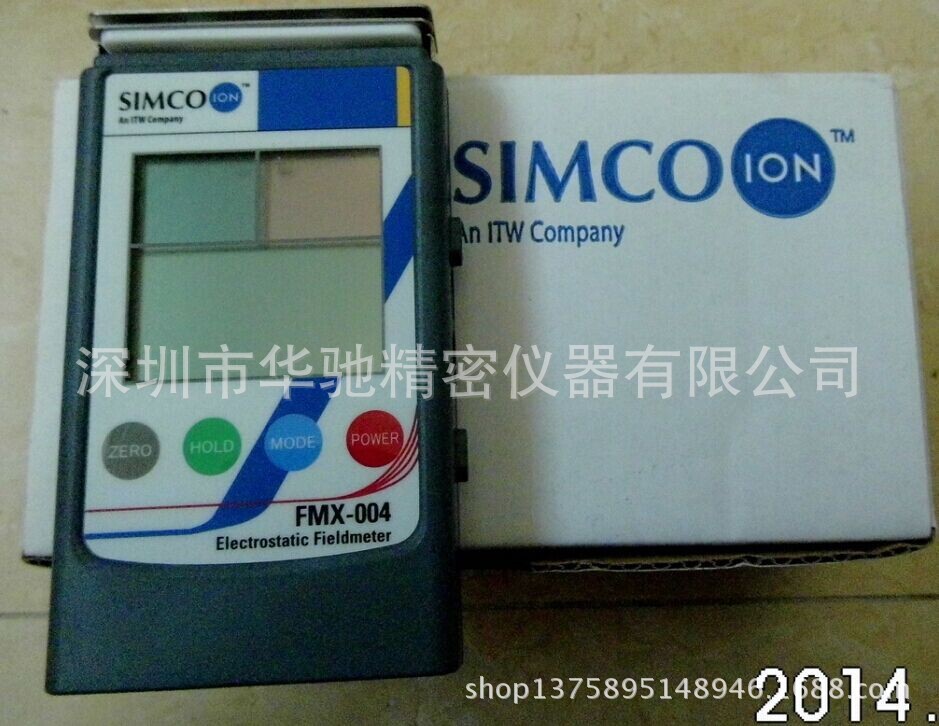 SIMCO ION™
An ITW Company
SIMCO ION™
An ITW Company
深圳市华驰精密仪器有限公司
ZERO HOLD MODE POWER
FMX-004
Electrostatic Fieldmeter
shop1375895148946.1688.com
2014.